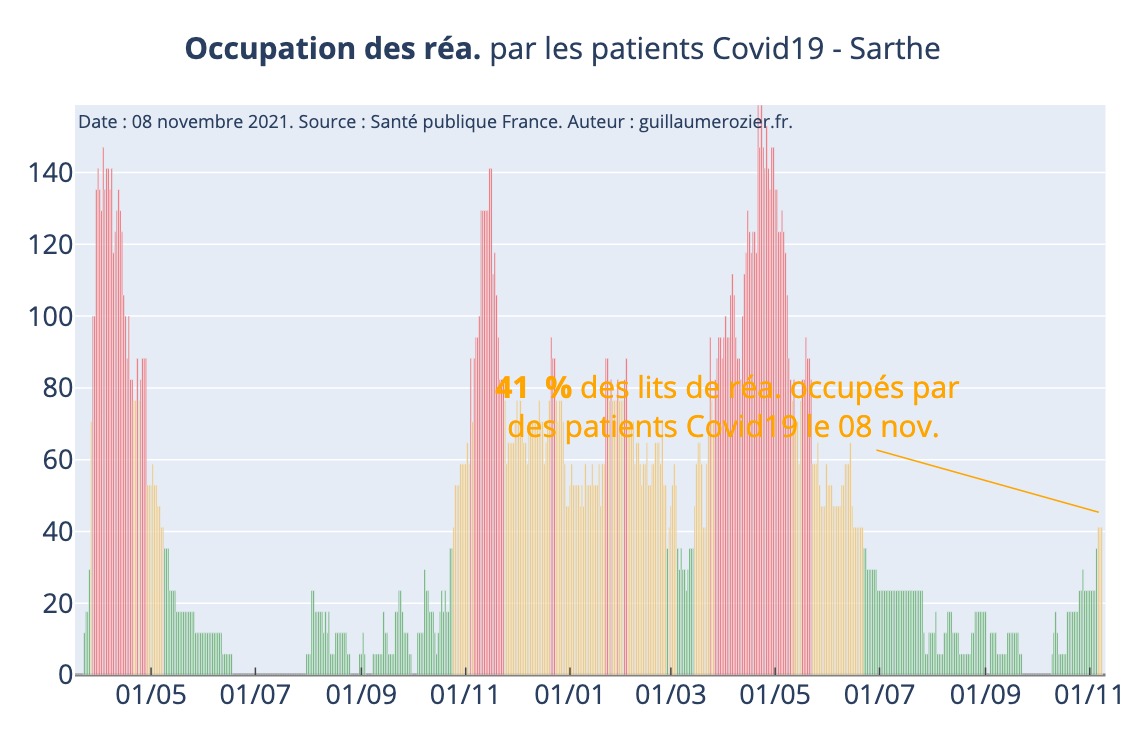 Occupation des réa. par les patients Covid19 - Sarthe
Date : 08 novembre 2021. Source : Santé publique France. Auteur : guillaumerozier.fr.
140
120
100
80
60
40
20
0
41 % des lits de réa. occupés par
des patients Covid19 le 08 nov.
01/05 01/07 01/09 01/11 01/01 01/03 01/05 01/07 01/09 01/11